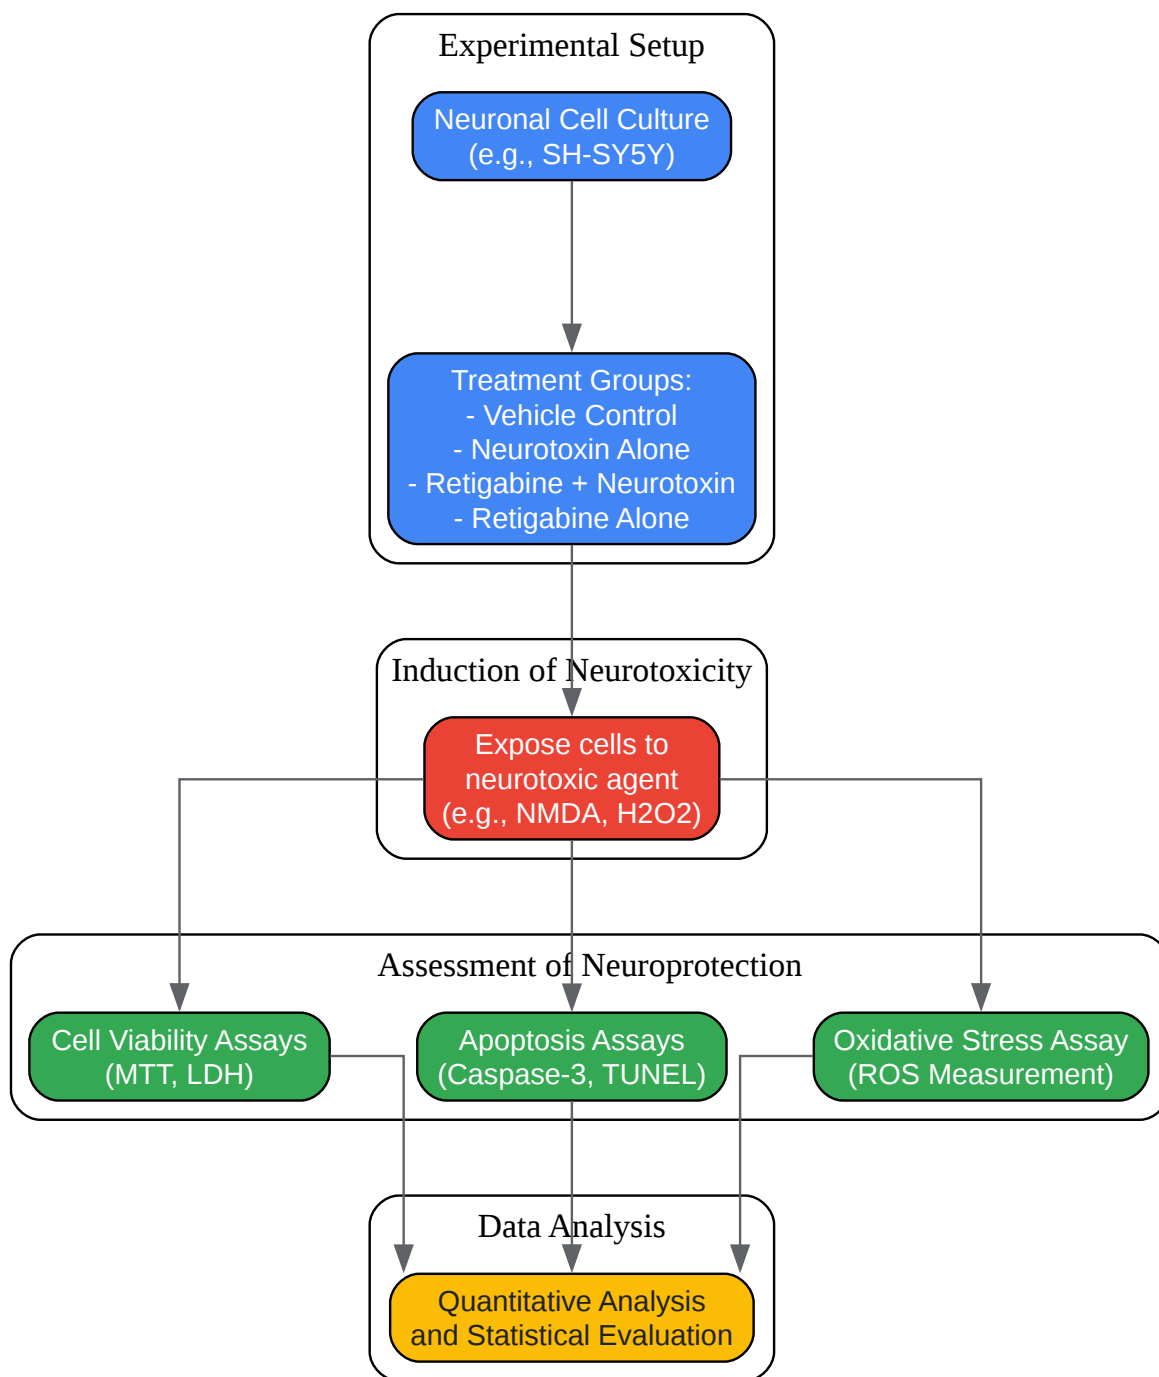 Experimental Setup
Neuronal Cell Culture
(e.g., SH-SY5Y)
Treatment Groups:
- Vehicle Control
- Neurotoxin Alone
- Retigabine + Neurotoxin
- Retigabine Alone
Induction of Neurotoxicity
Expose cells to
neurotoxic agent
(e.g., NMDA, H2O2)
Assessment of Neuroprotection
Cell Viability Assays
(MTT, LDH)
Apoptosis Assays
(Caspase-3, TUNEL)
Oxidative Stress Assay
(ROS Measurement)
Data Analysis
Quantitative Analysis
and Statistical Evaluation